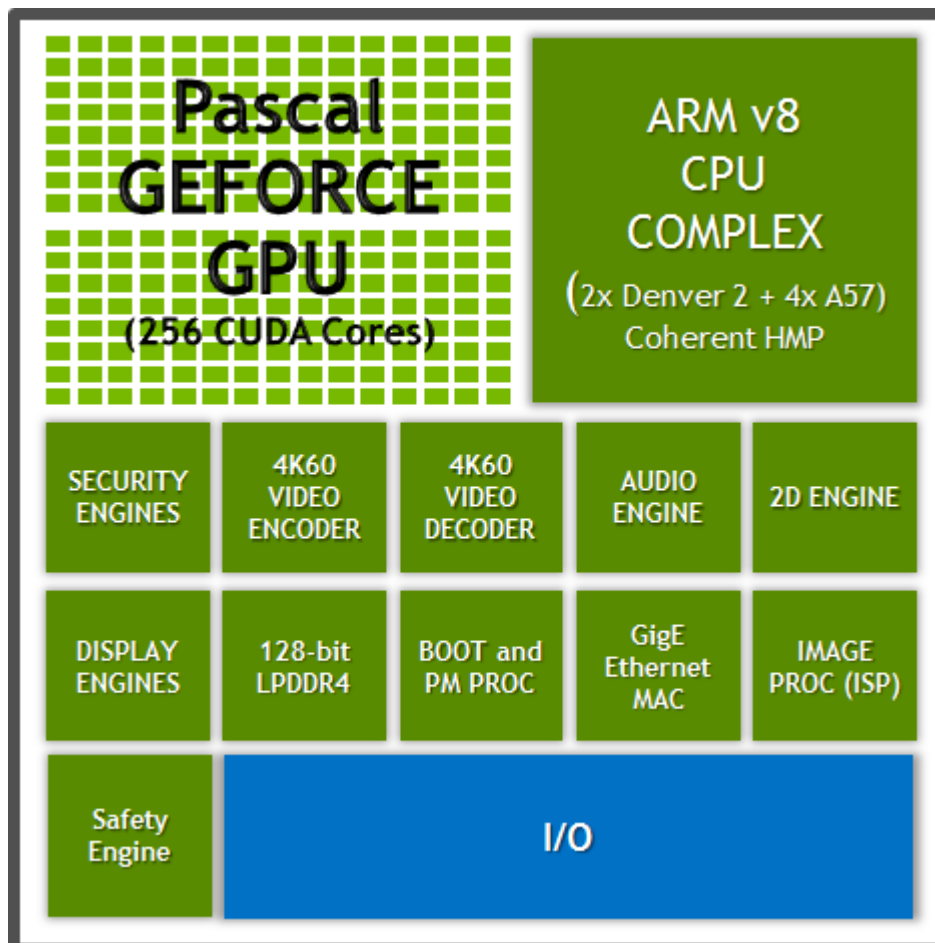 Pascal
GEFORCE
GPU
(256 CUDA Cores)
ARM v8
CPU
COMPLEX
(2x Denver 2 + 4x A57)
Coherent HMP
SECURITY
ENGINES
4K60
VIDEO
ENCODER
4K60
VIDEO
DECODER
AUDIO
ENGINE
2D ENGINE
DISPLAY
ENGINES
128-bit
LPDDR4
BOOT and
PM PROC
GigE
Ethernet
MAC
IMAGE
PROC (ISP)
Safety
Engine
I/O